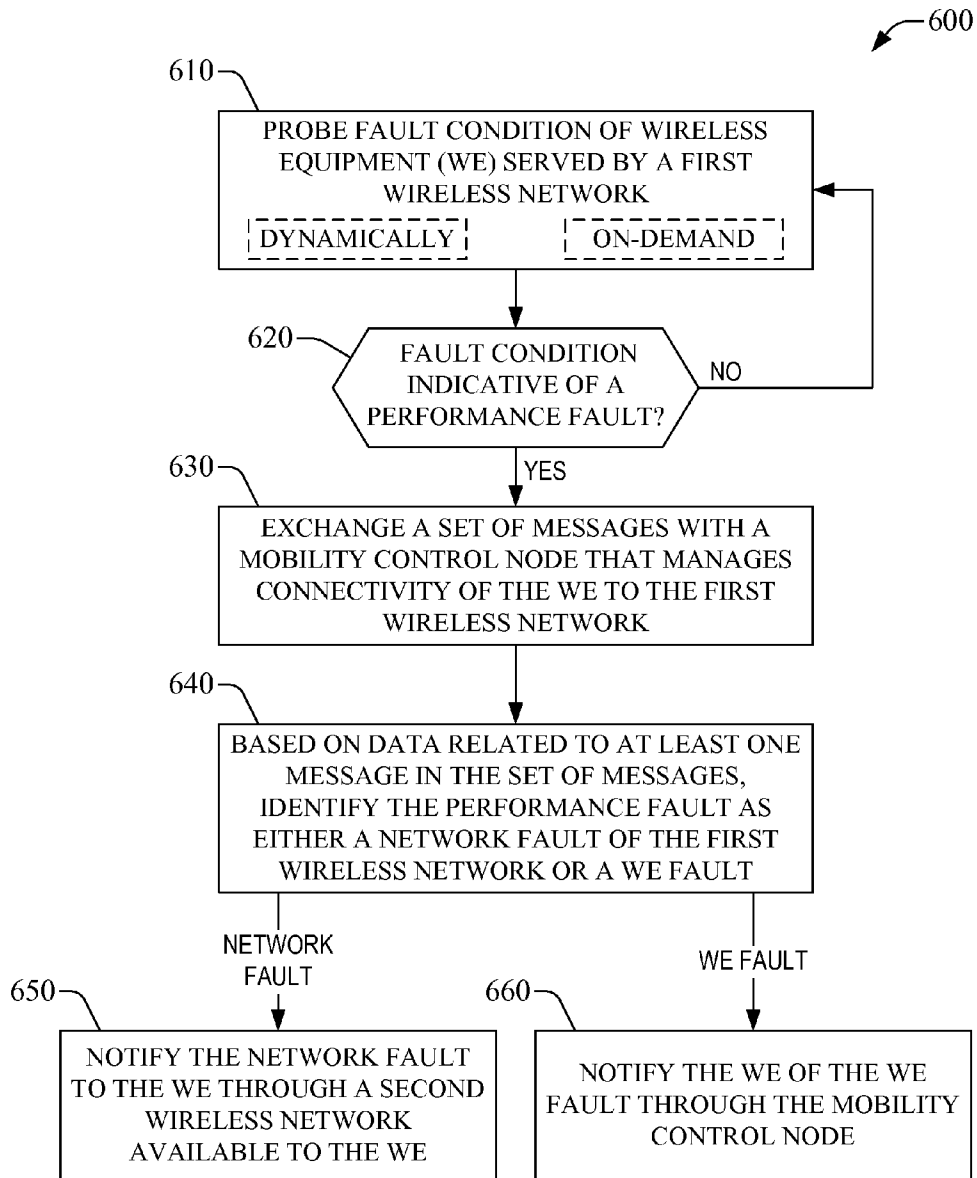 600
610
PROBE FAULT CONDITION OF WIRELESS
EQUIPMENT (WE) SERVED BY A FIRST
WIRELESS NETWORK
DYNAMICALLY
ON-DEMAND
620
FAULT CONDITION
INDICATIVE OF A
PERFORMANCE FAULT?
NO
YES
630
EXCHANGE A SET OF MESSAGES WITH A
MOBILITY CONTROL NODE THAT MANAGES
CONNECTIVITY OF THE WE TO THE FIRST
WIRELESS NETWORK
640
BASED ON DATA RELATED TO AT LEAST ONE
MESSAGE IN THE SET OF MESSAGES,
IDENTIFY THE PERFORMANCE FAULT AS
EITHER A NETWORK FAULT OF THE FIRST
WIRELESS NETWORK OR A WE FAULT
NETWORK
FAULT
WE FAULT
650
NOTIFY THE NETWORK FAULT
TO THE WE THROUGH A SECOND
WIRELESS NETWORK
AVAILABLE TO THE WE
660
NOTIFY THE WE OF THE WE
FAULT THROUGH THE MOBILITY
CONTROL NODE